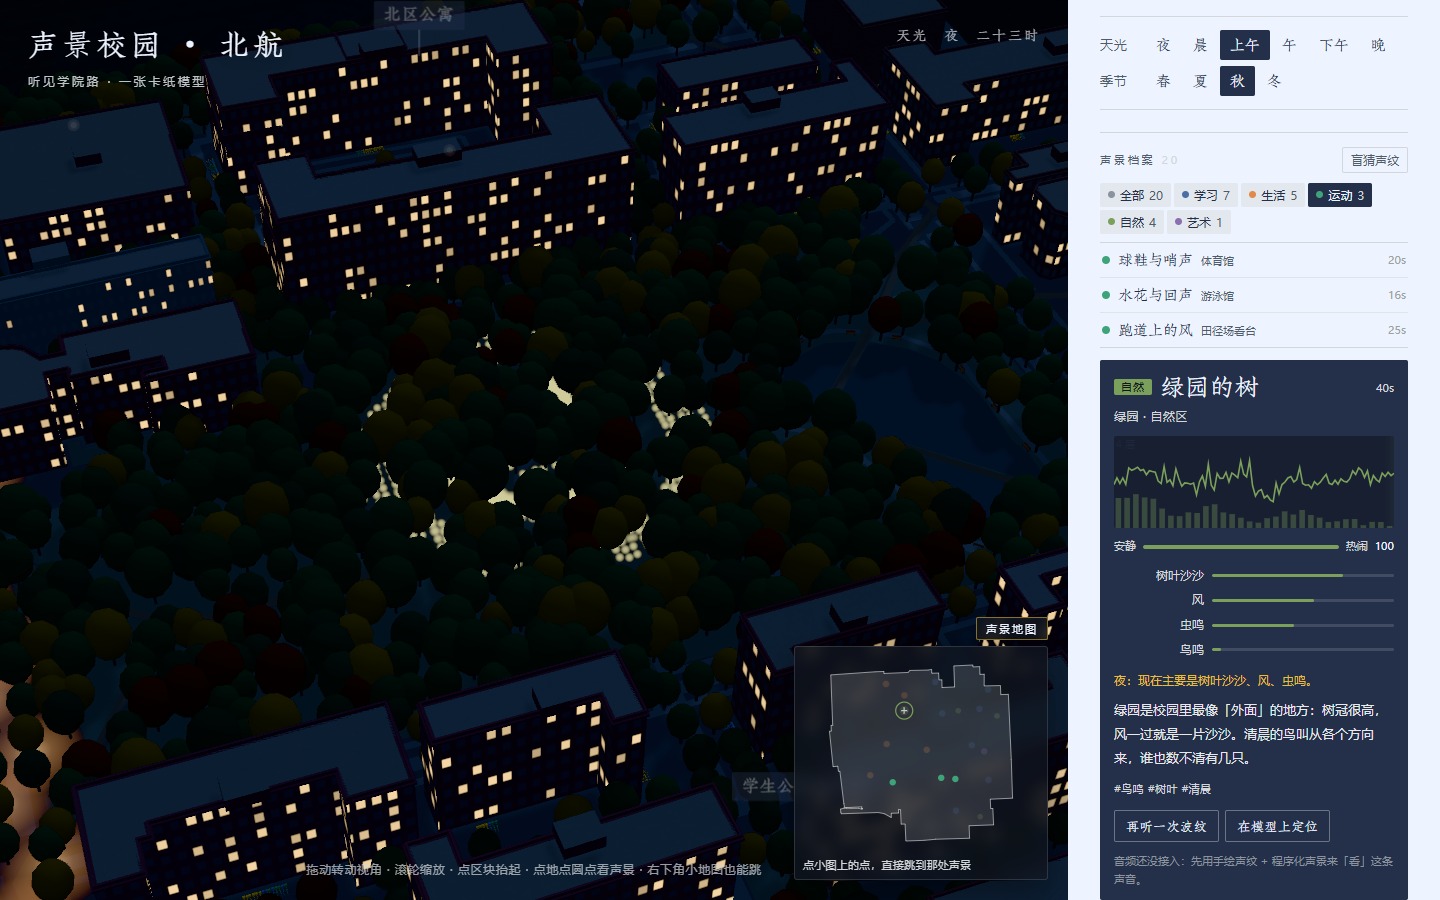 北区公寓
声景校园 · 北航
听见学院路 · 一张卡纸模型
天光 夜 二十三时
学生公
声景地图
点小图上的点，直接跳到那处声景
拖动转动视角 · 滚轮缩放 · 点区块抬起 · 点地点圆点看声景 · 右下角小地图也能跳
天光 夜 晨 上午 午 下午 晚
季节 春 夏 秋 冬
声景档案 20
盲猜声纹
全部 20 学习 7 生活 5 运动 3
自然 4 艺术 1
球鞋与哨声 体育馆 20s
水花与回声 游泳馆 16s
跑道上的风 田径场看台 25s
自然 绿园的树 40s
绿园 · 自然区
安静 热闹 100
树叶沙沙
风
虫鸣
鸟鸣
夜：现在主要是树叶沙沙、风、虫鸣。
绿园是校园里最像「外面」的地方：树冠很高，
风一过就是一片沙沙。清晨的鸟叫从各个方向
来，谁也数不清有几只。
#鸟鸣 #树叶 #清晨
再听一次波纹 在模型上定位
音频还没接入：先用手绘声纹 + 程序化声景来「看」这条
声音。